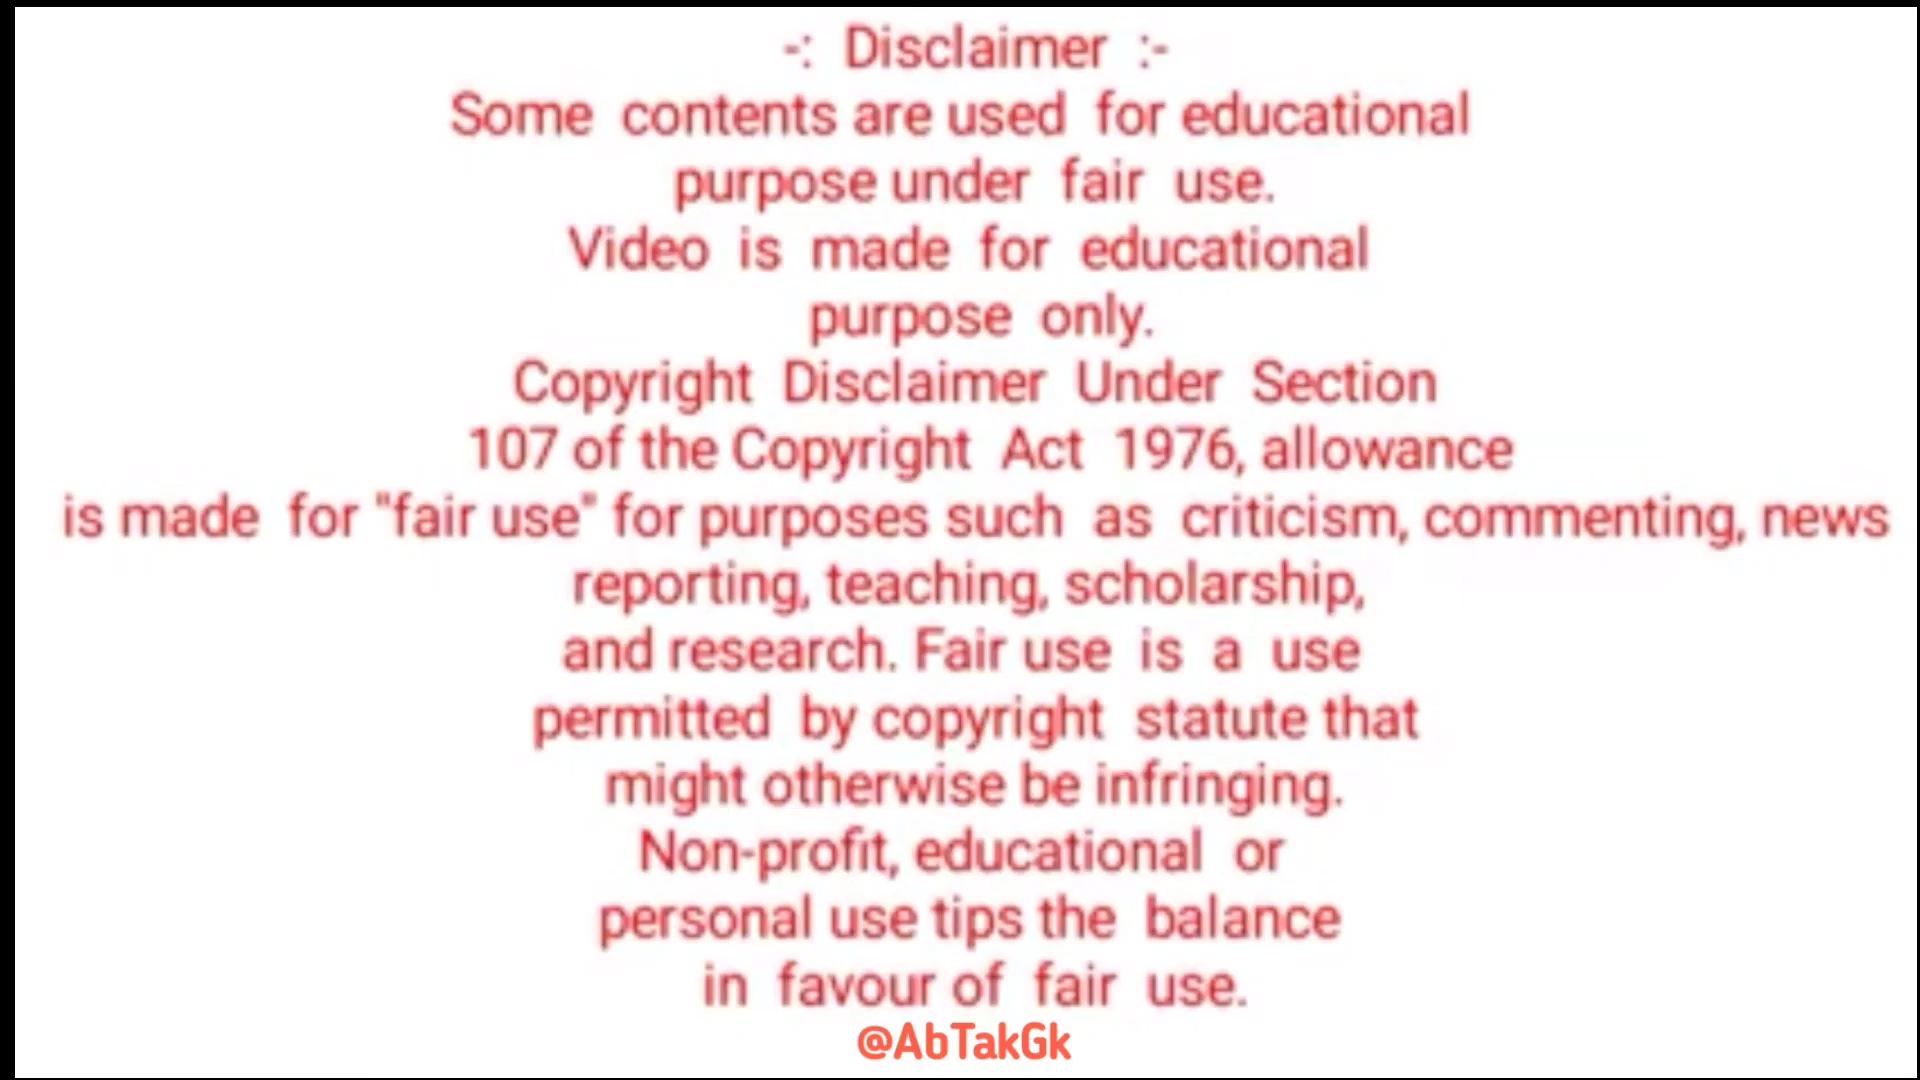 -: Disclaimer :-
Some contents are used for educational
purpose under fair use.
Video is made for educational
purpose only.
Copyright Disclaimer Under Section
107 of the Copyright Act 1976, allowance
is made for "fair use" for purposes such as criticism, commenting, news
reporting, teaching, scholarship,
and research. Fair use is a use
permitted by copyright statute that
might otherwise be infringing.
Non-profit, educational or
personal use tips the balance
in favour of fair use.
@AbTakGk